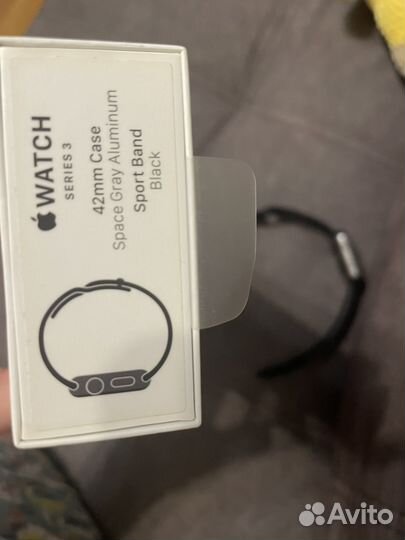 WATCH
SERIES 3
42mm Case
Space Gray Aluminum
Sport Band
Black
Avito